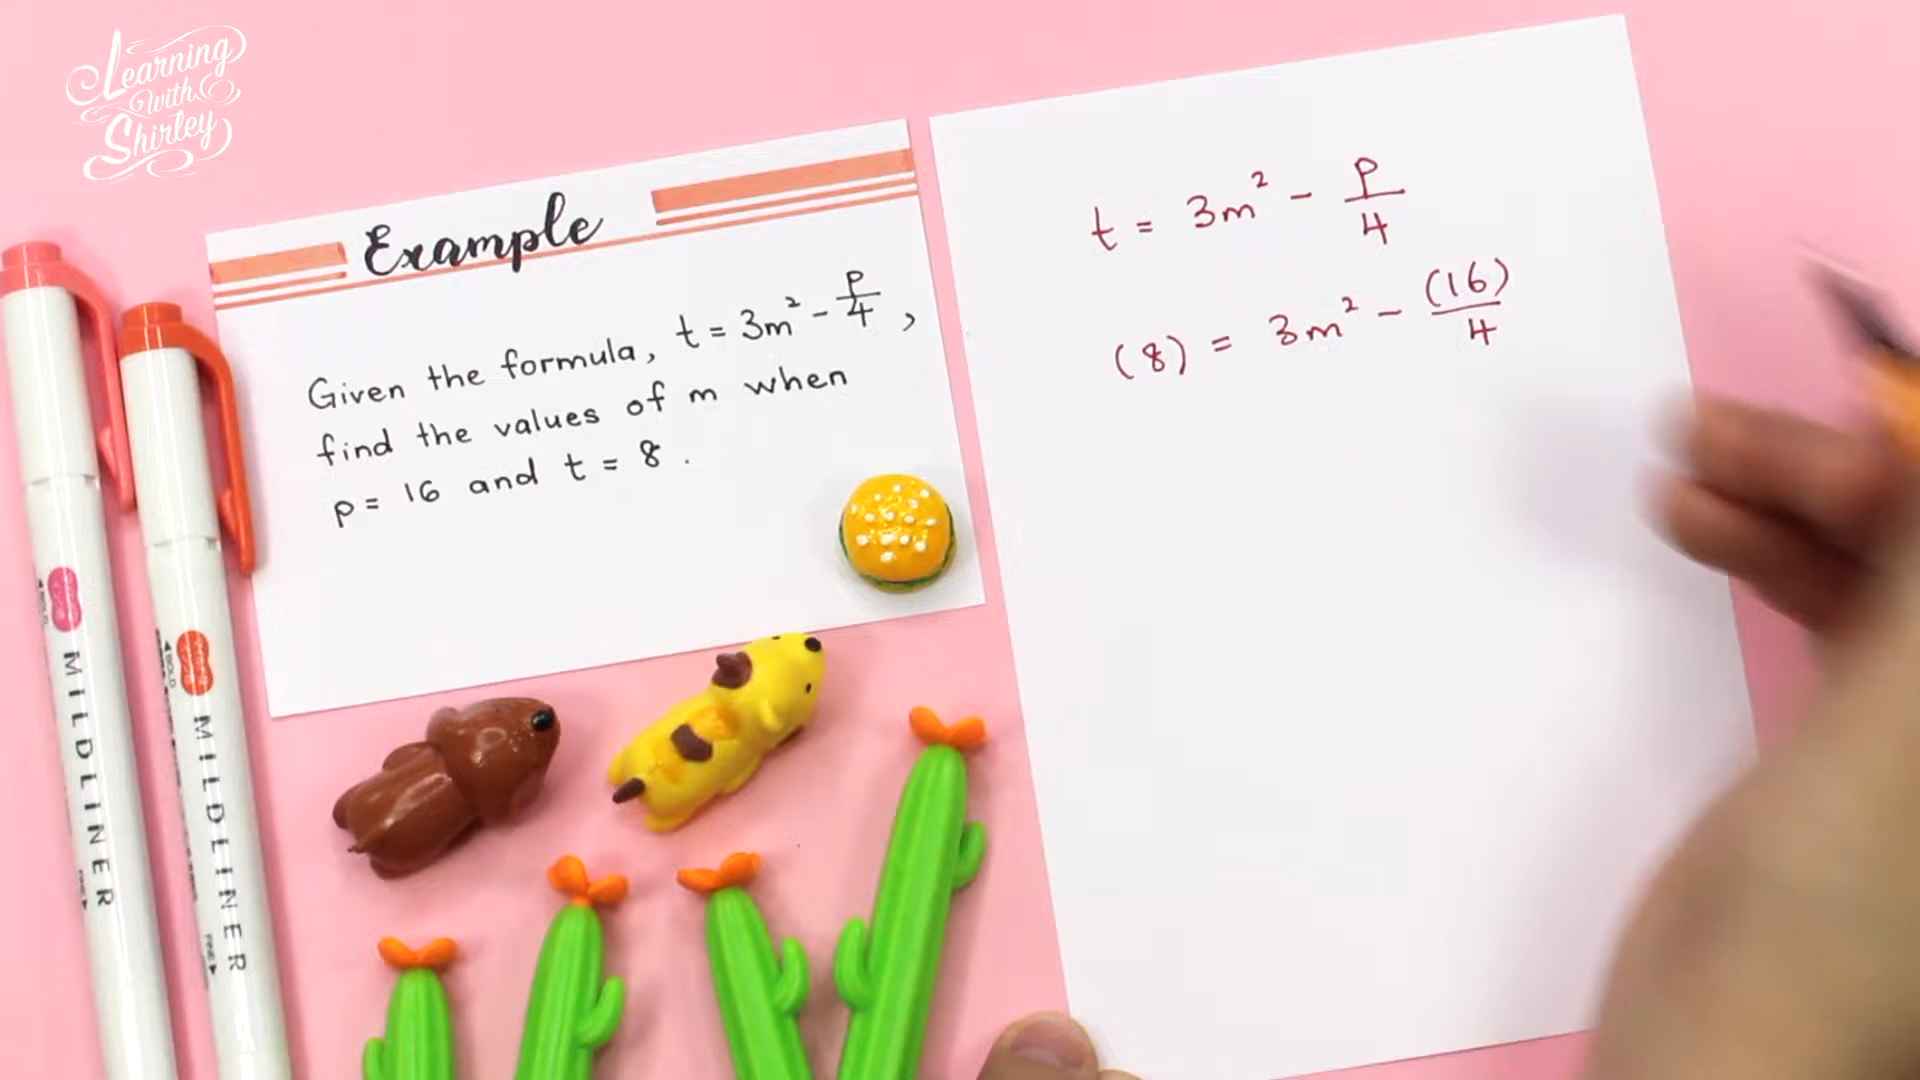 Learning
with
Shirley
Example
Given the formula, t = 3m² - p/4 ,
find the values of m when
p = 16 and t = 8 .
t = 3m² - p/4
(8) = 3m² - (16)/4
MILDLINER
MILDLINER